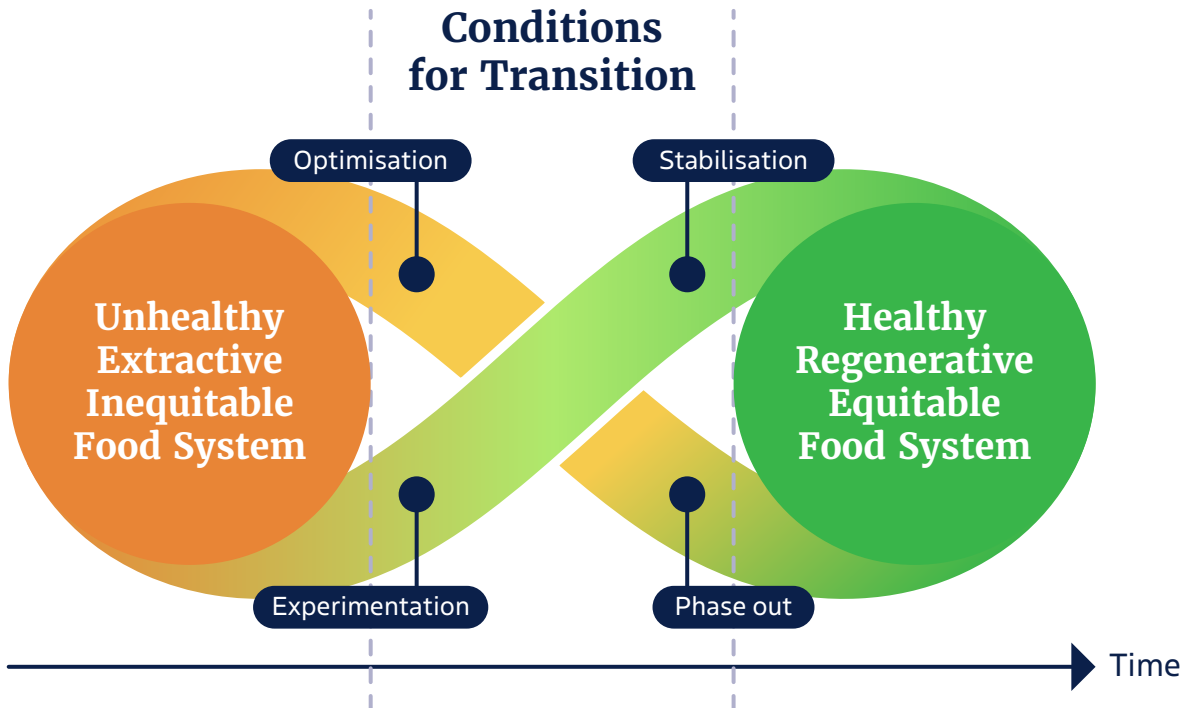 Conditions
for Transition
Optimisation
Stabilisation
Unhealthy
Extractive
Inequitable
Food System
Healthy
Regenerative
Equitable
Food System
Experimentation
Phase out
Time